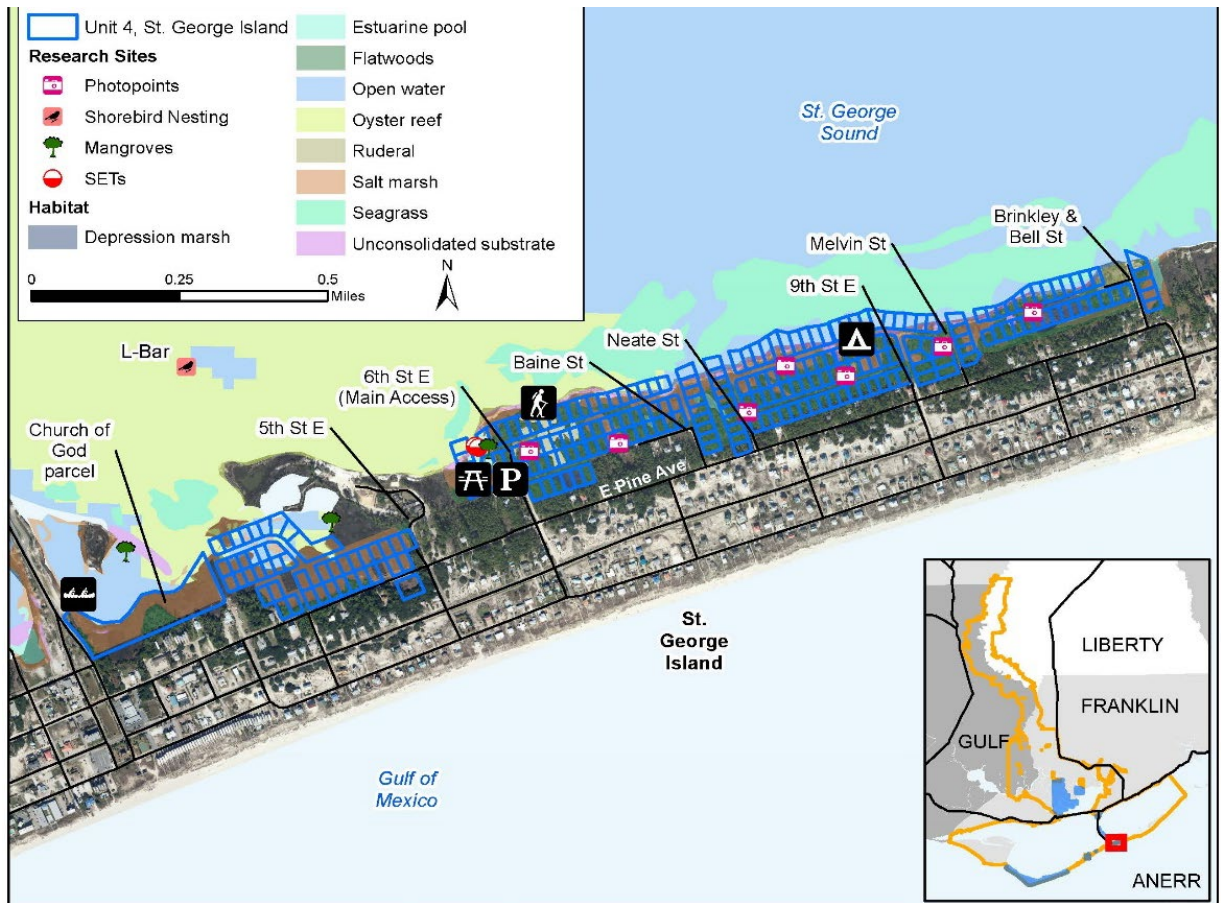 Unit 4, St. George Island
Research Sites
Photopoints
Shorebird Nesting
Mangroves
SETs
Habitat
Depression marsh
Estuarine pool
Flatwoods
Open water
Oyster reef
Ruderal
Salt marsh
Seagrass
Unconsolidated substrate
0
0.25
0.5
Miles
N
St. George
Sound
Brinkley &
Bell St
Melvin St
9th St E
Neate St
Baine St
L-Bar
6th St E
(Main Access)
5th St E
Church of
God
parcel
P
E Pine Ave
St.
George
Island
Gulf of
Mexico
LIBERTY
FRANKLIN
GULF
ANERR